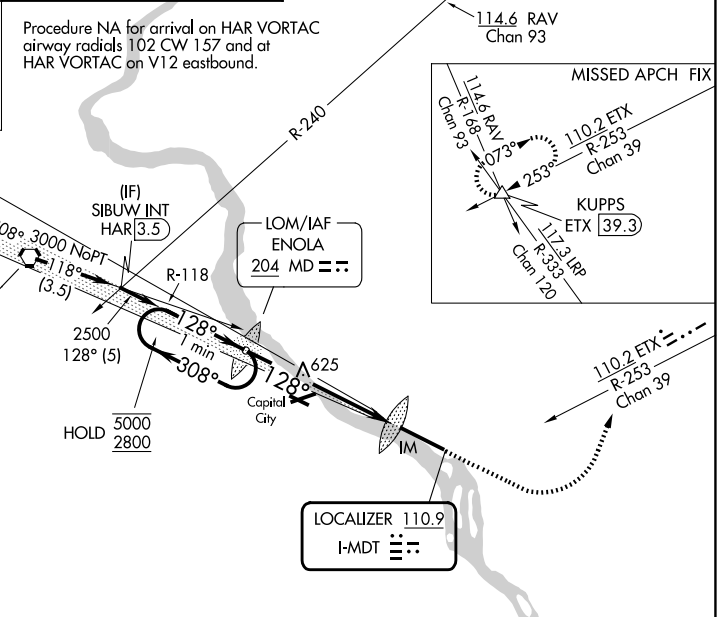 Procedure NA for arrival on HAR VORTAC
airway radials 102 CW 157 and at
HAR VORTAC on V12 eastbound.
114.6 RAV
Chan 93
R-240
MISSED APCH FIX
114.6 RAV
R-168
Chan 93
073°
253°
110.2 ETX
R-253
Chan 39
KUPPS
ETX 39.3
117.3 LRP
R-333
Chan 120
(IF)
SIBUW INT
HAR 3.5
LOM/IAF
ENOLA
204 MD
08° 3000 NoPT
118°
(3.5)
R-118
2500
128° (5)
128°
1 min
308°
128°
625
Capital
City
HOLD 5000
2800
IM
110.2 ETX
R-253
Chan 39
LOCALIZER 110.9
I-MDT